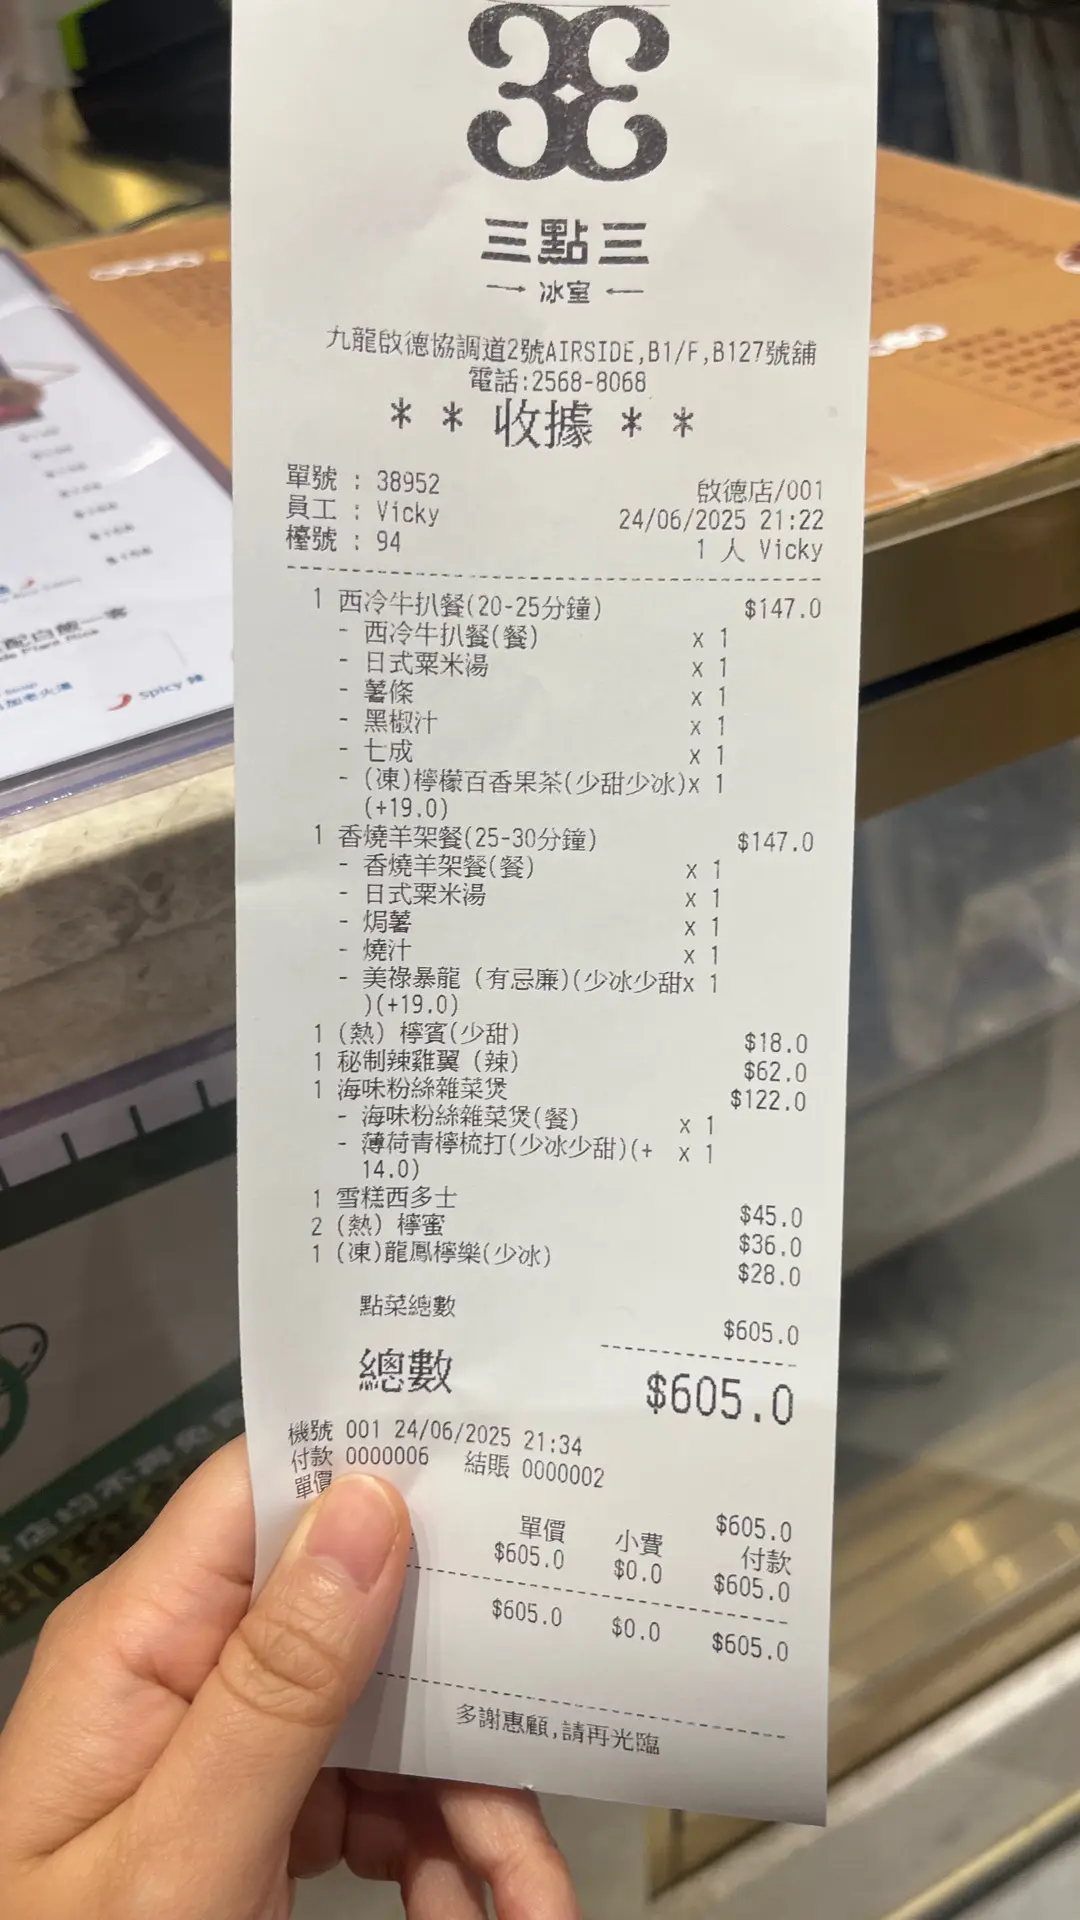 三點三
冰室
九龍啟德協調道2號AIRSIDE,B1/F,B127號舖
電話:2568-8068
* * 收據 * *
單號 : 38952
啟德店/001
員工 : Vicky
24/06/2025 21:22
檯號 : 94
1 人 Vicky
1 西冷牛扒餐(20-25分鐘) $147.0
- 西冷牛扒餐(餐) x 1
- 日式粟米湯 x 1
- 薯條 x 1
- 黑椒汁 x 1
- 七成 x 1
- (凍)檸檬百香果茶(少甜少冰)x 1
(+19.0)
1 香燒羊架餐(25-30分鐘) $147.0
- 香燒羊架餐(餐) x 1
- 日式粟米湯 x 1
- 焗薯 x 1
- 燒汁 x 1
- 美祿暴龍 (有忌廉)(少冰少甜x 1
)(+19.0)
1 (熱) 檸賓(少甜) $18.0
1 秘制辣雞翼 (辣) $62.0
1 海味粉絲雜菜煲 $122.0
- 海味粉絲雜菜煲(餐) x 1
- 薄荷青檸梳打(少冰少甜)(+ x 1
14.0)
1 雪糕西多士 $45.0
2 (熱) 檸蜜 $36.0
1 (凍)龍鳳檸樂(少冰) $28.0
點菜總數 $605.0
總數 $605.0
機號 001 24/06/2025 21:34
付款 0000006 結賬 0000002
單價 $605.0
單價 小費 付款
$605.0 $0.0 $605.0
$605.0 $0.0 $605.0
多謝惠顧,請再光臨
Spicy 辣